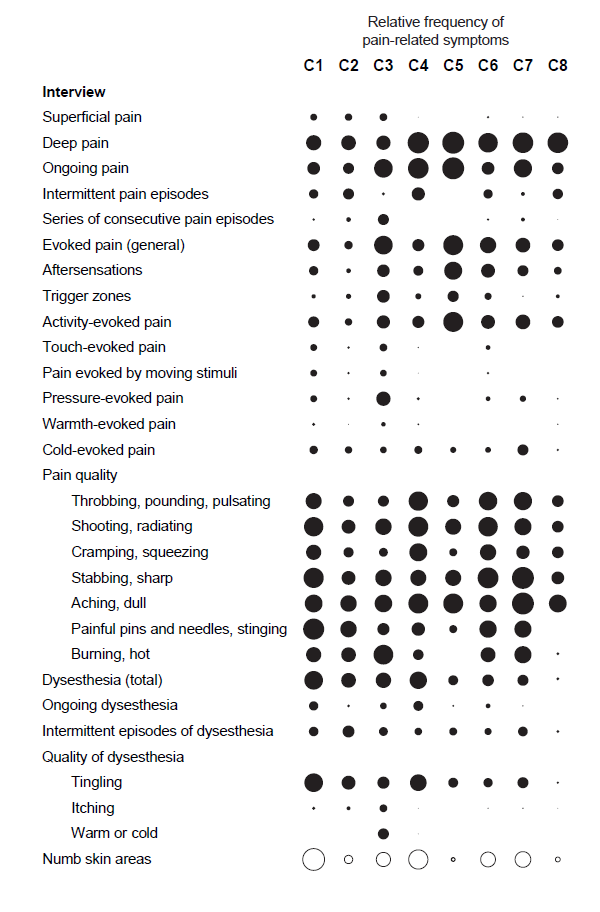 Relative frequency of
pain-related symptoms
C1 C2 C3 C4 C5 C6 C7 C8
Interview
Superficial pain
Deep pain
Ongoing pain
Intermittent pain episodes
Series of consecutive pain episodes
Evoked pain (general)
Aftersensations
Trigger zones
Activity-evoked pain
Touch-evoked pain
Pain evoked by moving stimuli
Pressure-evoked pain
Warmth-evoked pain
Cold-evoked pain
Pain quality
Throbbing, pounding, pulsating
Shooting, radiating
Cramping, squeezing
Stabbing, sharp
Aching, dull
Painful pins and needles, stinging
Burning, hot
Dysesthesia (total)
Ongoing dysesthesia
Intermittent episodes of dysesthesia
Quality of dysesthesia
Tingling
Itching
Warm or cold
Numb skin areas